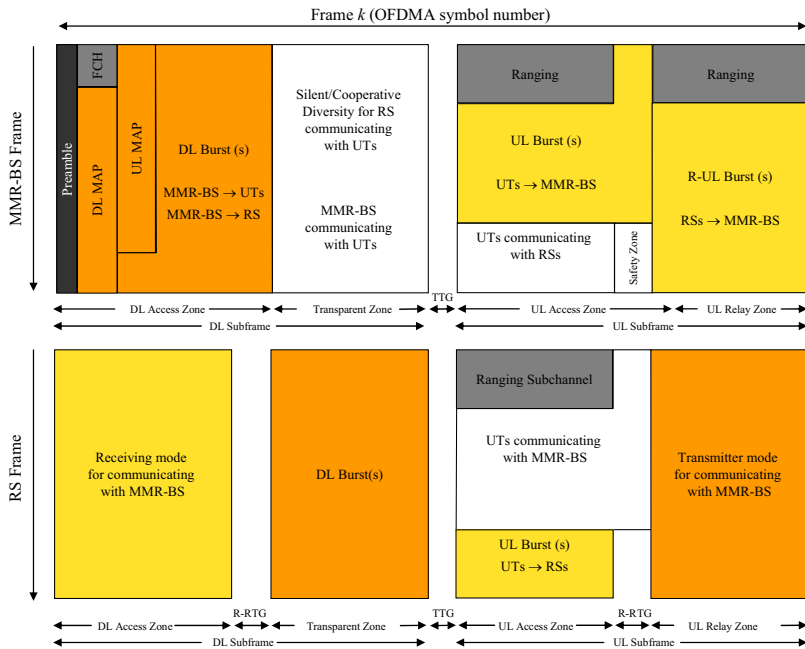 Frame k (OFDMA symbol number)
MMR-BS Frame
Preamble
FCH
DL MAP
UL MAP
DL Burst (s)
MMR-BS → UTs
MMR-BS → RS
Silent/Cooperative
Diversity for RS
communicating
with UTs
MMR-BS
communicating
with UTs
Ranging
UL Burst (s)
UTs → MMR-BS
UTs communicating
with RSs
Safety Zone
Ranging
R-UL Burst (s)
RSs → MMR-BS
DL Access Zone
Transparent Zone
TTG
UL Access Zone
UL Relay Zone
DL Subframe
UL Subframe
RS Frame
Receiving mode
for communicating
with MMR-BS
DL Burst(s)
Ranging Subchannel
UTs communicating
with MMR-BS
UL Burst (s)
UTs → RSs
Transmitter mode
for communicating
with MMR-BS
DL Access Zone
R-RTG
Transparent Zone
TTG
UL Access Zone
R-RTG
UL Relay Zone
DL Subframe
UL Subframe